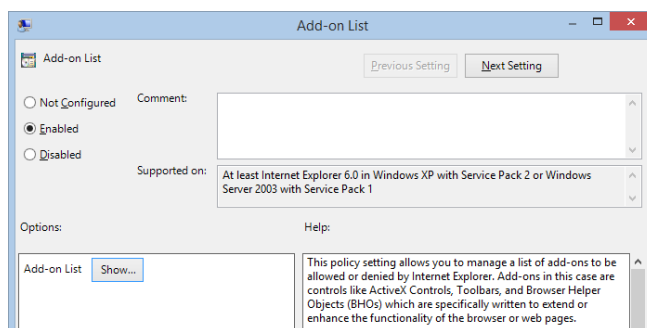 Add-on List
Add-on List
Previous Setting
Next Setting
Not Configured
Comment:
Enabled
Disabled
Supported on:
At least Internet Explorer 6.0 in Windows XP with Service Pack 2 or Windows
Server 2003 with Service Pack 1
Options:
Help:
Add-on List
Show...
This policy setting allows you to manage a list of add-ons to be
allowed or denied by Internet Explorer. Add-ons in this case are
controls like ActiveX Controls, Toolbars, and Browser Helper
Objects (BHOs) which are specifically written to extend or
enhance the functionality of the browser or web pages.